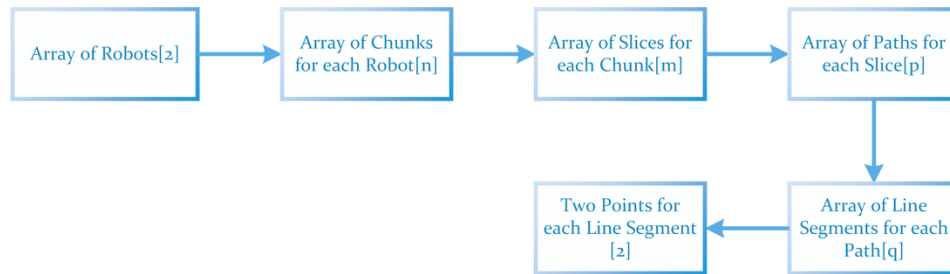 Array of Robots[2]
Array of Chunks
for each Robot[n]
Array of Slices for
each Chunk[m]
Array of Paths for
each Slice[p]
Array of Line
Segments for each
Path[q]
Two Points for
each Line Segment
[2]